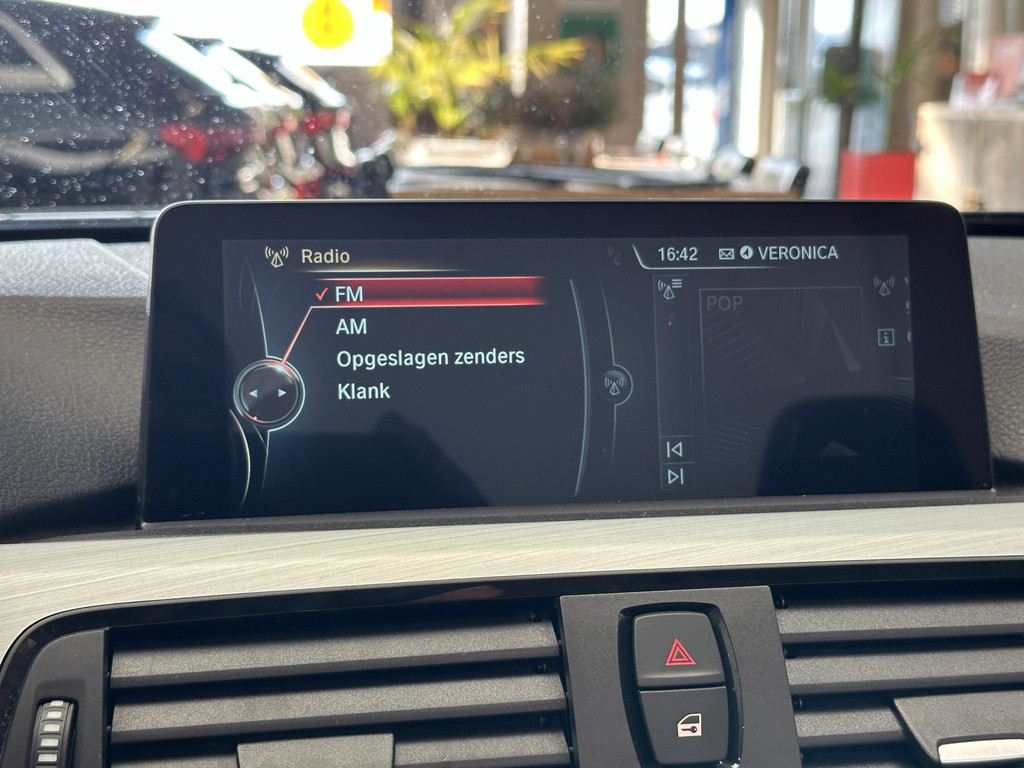 Radio
16:42 VERONICA
FM
AM
Opgeslagen zenders
Klank
POP